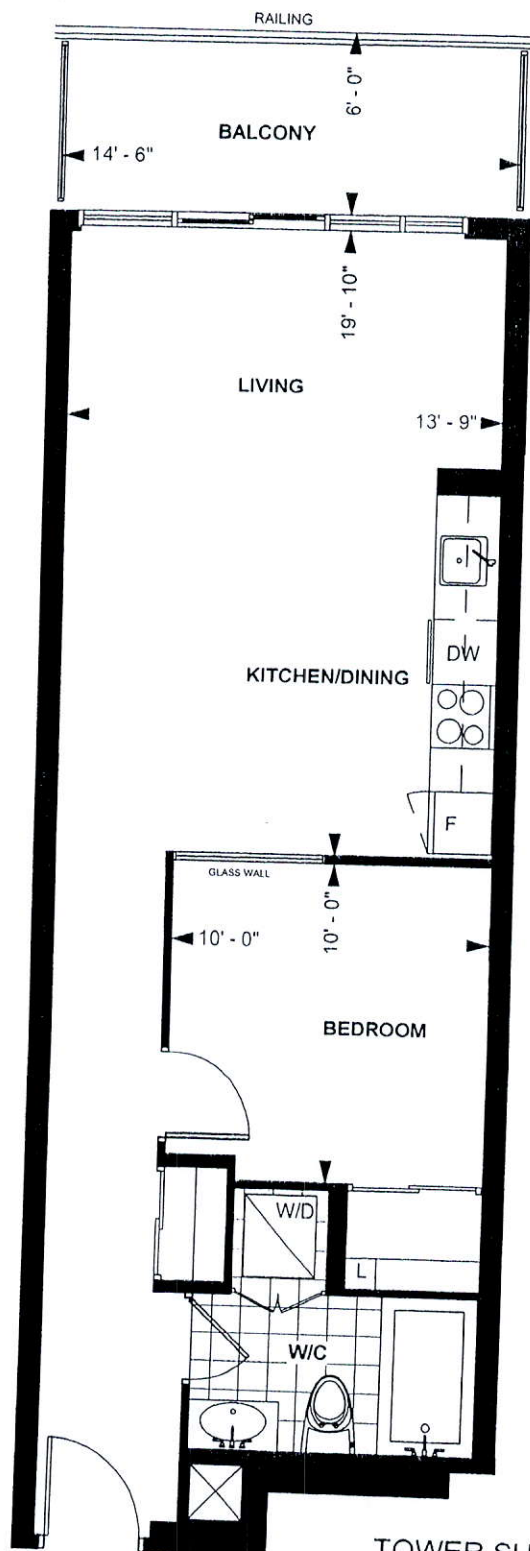 RAILING
6' - 0"
BALCONY
14' - 6"
19' - 10"
LIVING
13' - 9"
DW
KITCHEN/DINING
F
GLASS WALL
10' - 0"
10' - 0"
BEDROOM
W/D
L
W/C
TOWER